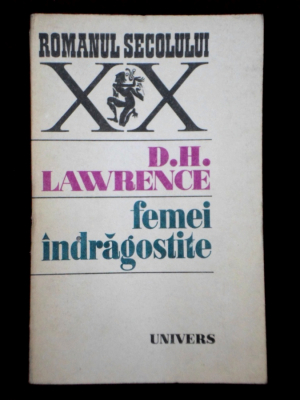 ROMANUL SECOLULUI
XX
D.H.
LAWRENCE
femei
îndrăgostite
UNIVERS